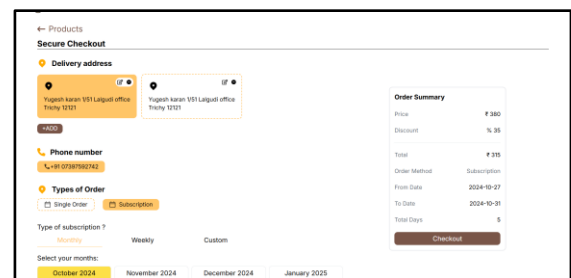 ← Products
Secure Checkout
Delivery address
Yugesh karan 1/51 Lalgudi office
Trichy 12121
Yugesh karan 1/51 Lalgudi office
Trichy 12121
+ADD
Phone number
+91 07397592742
Types of Order
Single Order
Subscription
Type of subscription ?
Monthly
Weekly
Custom
Select your months:
October 2024
November 2024
December 2024
January 2025
Order Summary
Price ₹ 360
Discount % 35
Total ₹ 315
Order Method Subscription
From Date 2024-10-27
To Date 2024-10-31
Total Days 5
Checkout